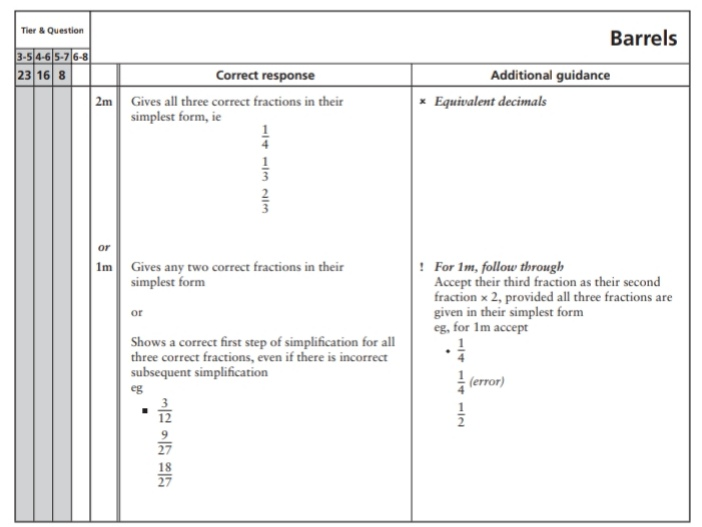 Tier & Question
Barrels
3-5 4-6 5-7 6-8
23 16 8
Correct response
Additional guidance
2m Gives all three correct fractions in their
simplest form, ie
1/4
1/3
2/3
× Equivalent decimals
or
1m Gives any two correct fractions in their
simplest form
or
Shows a correct first step of simplification for all
three correct fractions, even if there is incorrect
subsequent simplification
eg
▪ 3/12
9/27
18/27
! For 1m, follow through
Accept their third fraction as their second
fraction × 2, provided all three fractions are
given in their simplest form
eg, for 1m accept
• 1/4
1/4 (error)
1/2